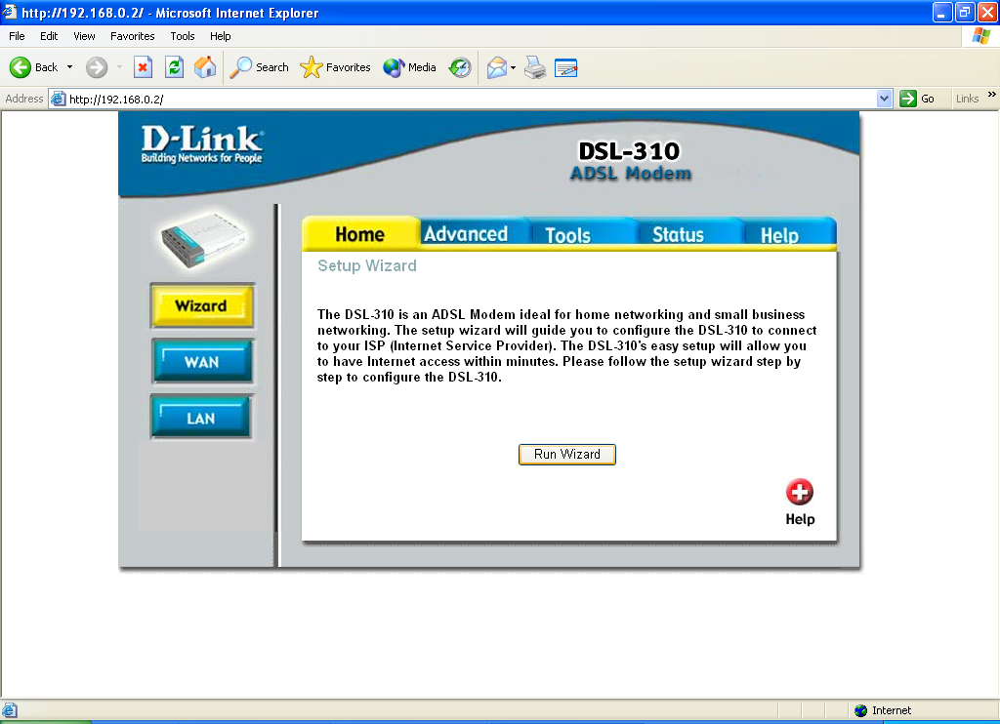 http://192.168.0.2/ - Microsoft Internet Explorer
File Edit View Favorites Tools Help
Back Search Favorites Media
Address http://192.168.0.2/ Go Links »
D-Link
Building Networks for People
DSL-310
ADSL Modem
Home Advanced Tools Status Help
Setup Wizard
Wizard
WAN
LAN
The DSL-310 is an ADSL Modem ideal for home networking and small business
networking. The setup wizard will guide you to configure the DSL-310 to connect
to your ISP (Internet Service Provider). The DSL-310's easy setup will allow you
to have Internet access within minutes. Please follow the setup wizard step by
step to configure the DSL-310.
Run Wizard
Help
Internet